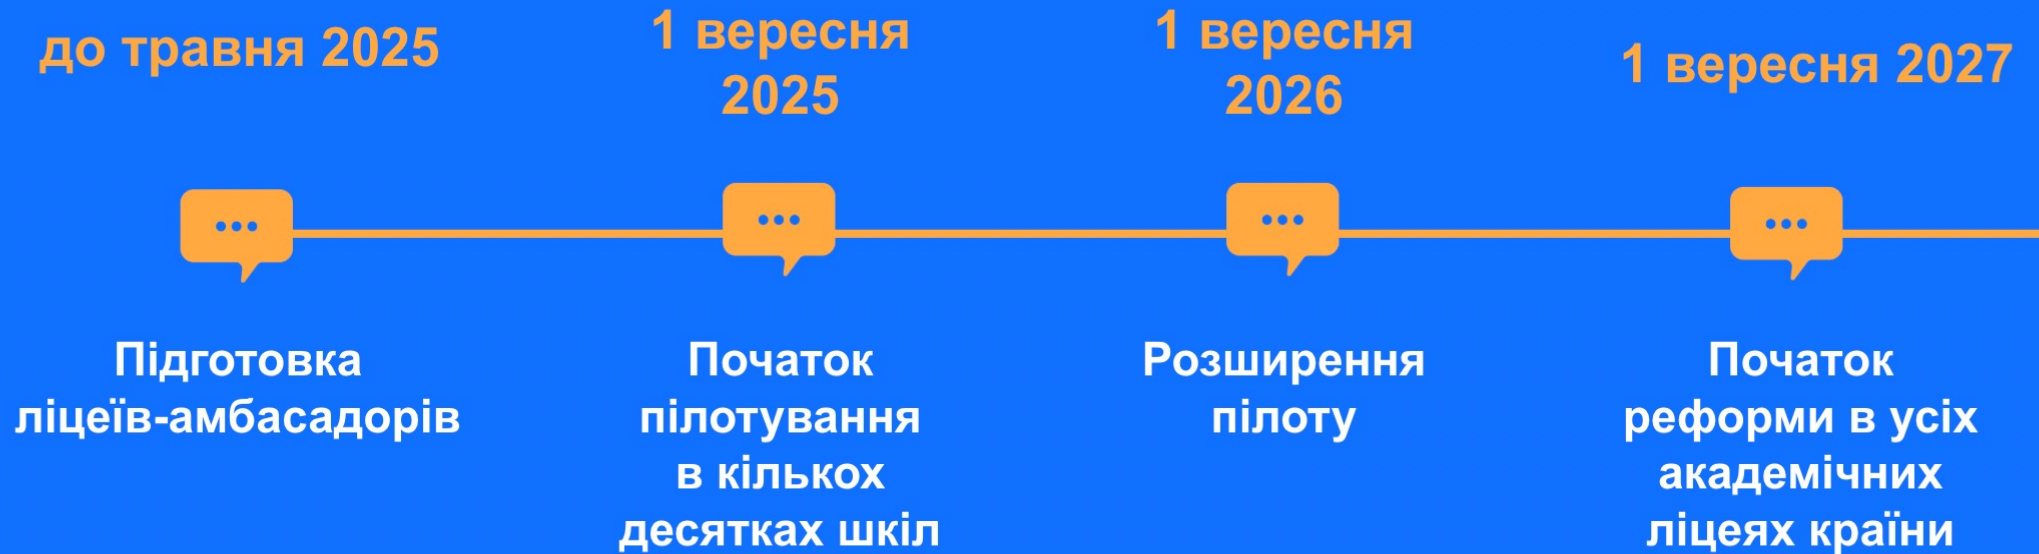 до травня 2025
1 вересня
2025
1 вересня
2026
1 вересня 2027
Підготовка
ліцеїв-амбасадорів
Початок
пілотування
в кількох
десятках шкіл
Розширення
пілоту
Початок
реформи в усіх
академічних
ліцеях країни